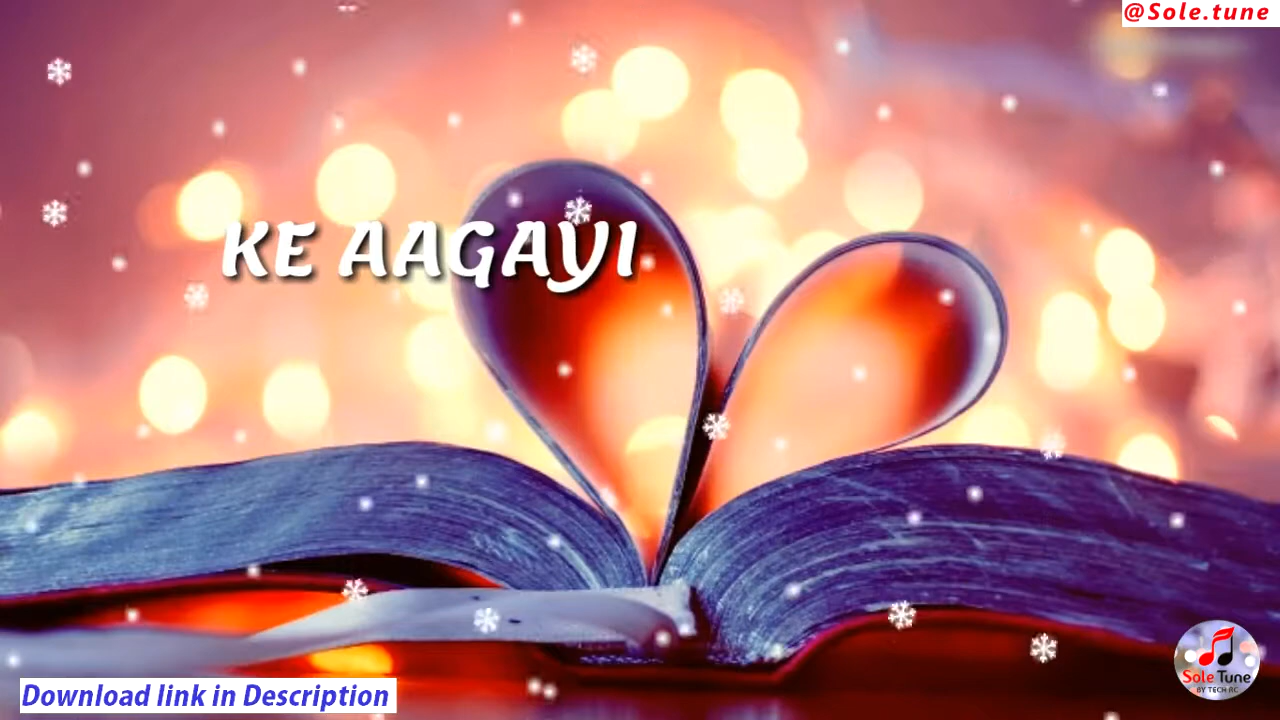 @Sole.tune
KE AAGAYI
Download link in Description
Sole Tune
BY TECH RC